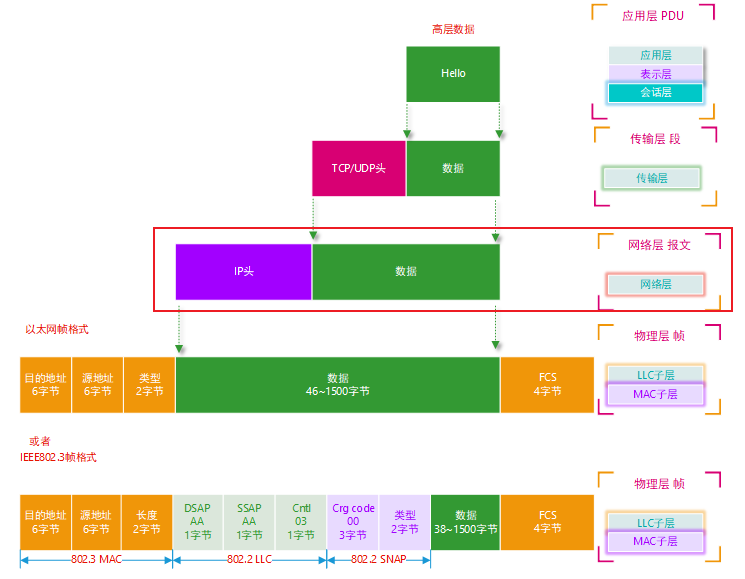 高层数据
应用层 PDU
Hello
应用层
表示层
会话层
传输层 段
TCP/UDP头
数据
传输层
网络层 报文
IP头
数据
网络层
以太网帧格式
物理层 帧
目的地址
6字节
源地址
6字节
类型
2字节
数据
46~1500字节
FCS
4字节
LLC子层
MAC子层
或者
IEEE802.3帧格式
物理层 帧
目的地址
6字节
源地址
6字节
长度
2字节
DSAP
AA
1字节
SSAP
AA
1字节
Cntl
03
1字节
Crg code
00
3字节
类型
2字节
数据
38~1500字节
FCS
4字节
LLC子层
MAC子层
802.3 MAC
802.2 LLC
802.2 SNAP